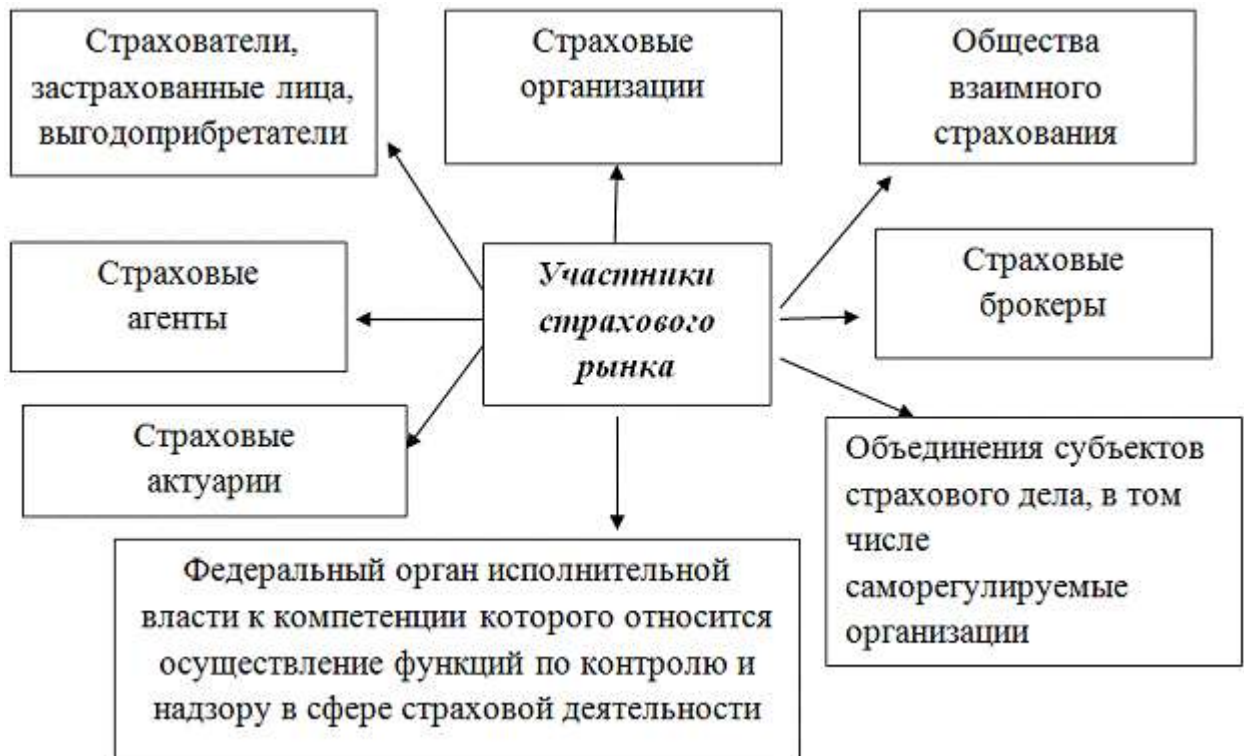 Страхователи,
застрахованные лица,
выгодоприбретатели
Страховые
организации
Общества
взаимного
страхования
Страховые
агенты
Участники
страхового
рынка
Страховые
брокеры
Страховые
актуарии
Объединения субъектов
страхового дела, в том
числе
саморегулируемые
организации
Федеральный орган исполнительной
власти к компетенции которого относится
осуществление функций по контролю и
надзору в сфере страховой деятельности